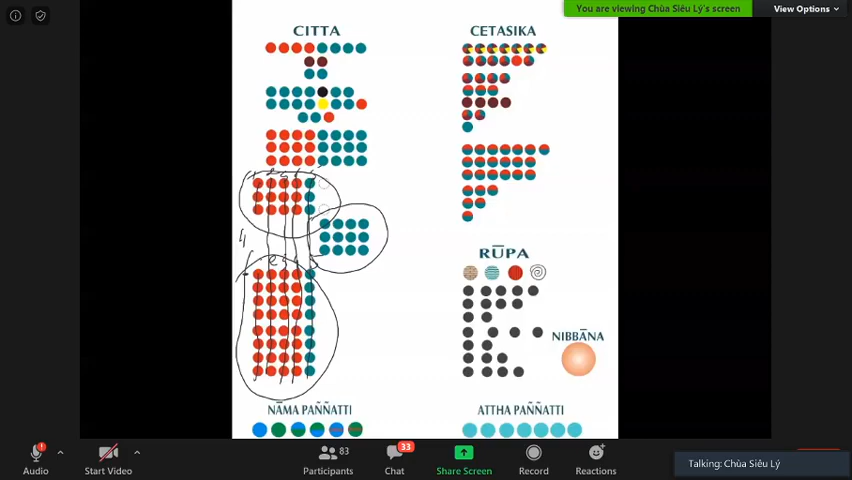 You are viewing Chùa Siêu Lý's screen
View Options
CITTA
CETASIKA
RŪPA
NIBBĀNA
NĀMA PAÑÑATTI
ATTHA PAÑÑATTI
Audio
Start Video
83
Participants
33
Chat
Share Screen
Record
Reactions
Talking: Chùa Siêu Lý